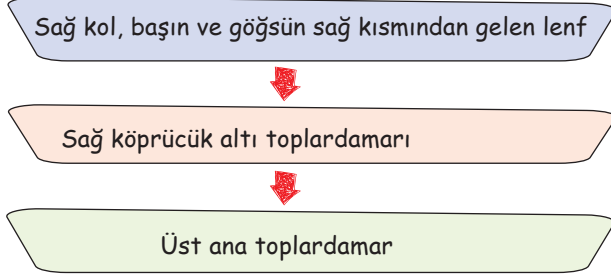 Sağ kol, başın ve göğsün sağ kısmından gelen lenf
Sağ köprücük altı toplardamarı
Üst ana toplardamar